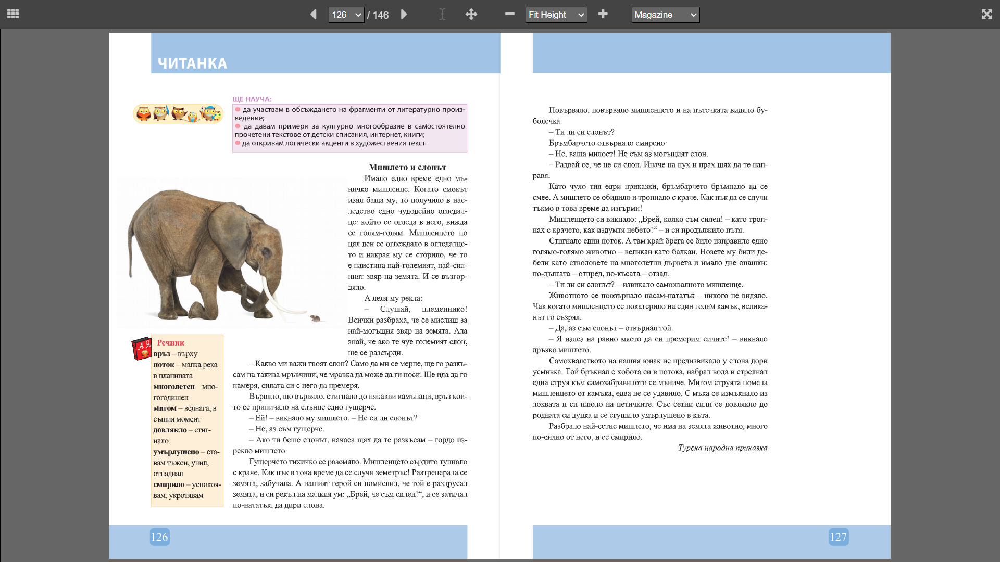 126 / 146 Fit Height Magazine
ЧИТАНКА
ЩЕ НАУЧА:
да участвам в обсъждането на фрагменти от литературно произ-
ведение;
да давам примери за културно многообразие в самостоятелно
прочетени текстове от детски списания, интернет, книги;
да откривам логически акценти в художествения текст.
Мишлето и слонът
Имало едно време едно мъ-
ничко мишленце. Когато смокът
изял баща му, то получило в нас-
ледство едно чудодейно огледал-
це: който се огледа в него, вижда
се голям-голям. Мишленцето по
цял ден се оглеждало в огледалце-
то и накрая му се сторило, че то
е наистина най-големият, най-сил-
ният звяр на земята. И се възгор-
дяло.
А леля му рекла:
– Слушай, племеннико!
Всички разбраха, че се мислиш за
най-могъщия звяр на земята. Ала
знай, че ако те чуе големият слон,
ще се разсърди.
– Какво ми важи твоят слон? Само да ми се мерне, ще го разкъ-
сам на такива мръвчици, че мравка да може да ги носи. Ще ида да го
намеря, силата си с него да премеря.
Вървяло, що вървяло, стигнало до някакви камънаци, връз кои-
то се припичало на слънце едно гущерче.
– Ей! – викнало му мишлето. – Не си ли слонът?
– Не, аз съм гущерче.
– Ако ти беше слонът, начаса щях да те разкъсам – гордо из-
рекло мишлето.
Гущерчето тихичко се разсмяло. Мишленцето сърдито тупнало
с краче. Как пък в това време да се случи земетръс! Разтреперала се
земята, забучала. А нашият герой си помислил, че той е раздрусал
земята, и си рекъл на малкия ум: „Брей, че съм силен!“, и се затичал
по-нататък, да дири слона.
А Я
Речник
връз – върху
поток – малка река
в планината
многолетен – мно-
гогодишен
мигом – веднага, в
същия момент
довлякло – стиг-
нало
умърлушено – ста-
вам тъжен, унил,
отпаднал
смирило – успокоя-
вам, укротявам
126
Повървяло, повървяло мишленцето и на пътечката видяло бу-
болечка.
– Ти ли си слонът?
Бръмбарчето отвърнало смирено:
– Не, ваша милост! Не съм аз могъщият слон.
– Радвай се, че не си слон. Иначе на пух и прах щях да те нап-
равя.
Като чуло тия едри приказки, бръмбарчето бръмнало да се
смее. А мишлето се обидило и тропнало с краче. Как пък да се случи
тъкмо в това време да изгърми!
Мишленцето си викнало: „Брей, колко съм силен! – като троп-
нах с крачето, как издумтя небето!“ – и си продължило пътя.
Стигнало един поток. А там край брега се било изправило едно
голямо-голямо животно – великан като балкан. Нозете му били де-
бели като стволовете на многолетни дървета и имало две опашки:
по-дългата – отпред, по-късата – отзад.
– Ти ли си слонът? – извикало самохвалното мишленце.
Животното се поозърнало насам-нататък – никого не видяло.
Чак когато мишленцето се покатерило на един голям камък, велика-
нът го съзрял.
– Да, аз съм слонът – отвърнал той.
– Я излез на равно място да си премерим силите! – викнало
дръзко мишлето.
Самохвалството на нашия юнак не предизвикало у слона дори
усмивка. Той бръкнал с хобота си в потока, набрал вода и стрелнал
една струя към самозабравилото се мъниче. Мигом струята помела
мишленцето от камъка, едва не се удавило. С мъка се измъкнало из
локвата и си плюло на петичките. Със сетни сили се довлякло до
родната си дупка и се сгушило умърлушено в къта.
Разбрало най-сетне мишлето, че има на земята животно, много
по-силно от него, и се смирило.
Турска народна приказка
127